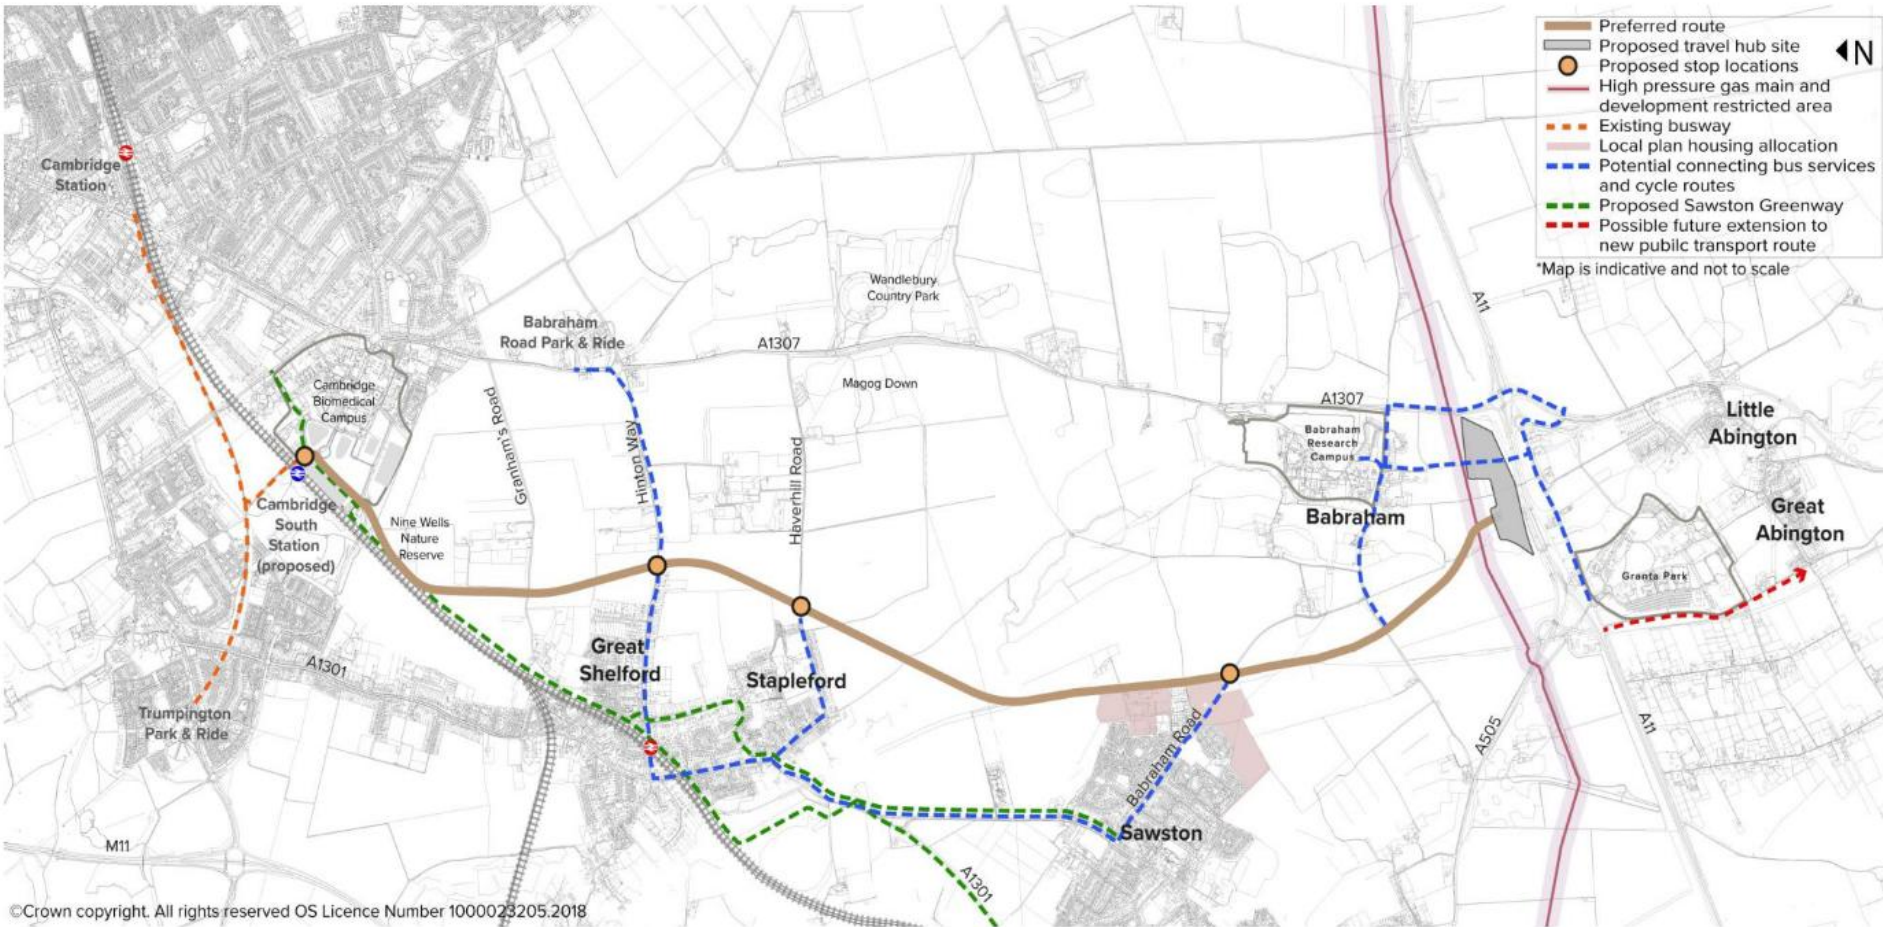 Preferred route
Proposed travel hub site
Proposed stop locations
High pressure gas main and
development restricted area
Existing busway
Local plan housing allocation
Potential connecting bus services
and cycle routes
Proposed Sawston Greenway
Possible future extension to
new public transport route
N
*Map is indicative and not to scale
Cambridge
Station
Wandlebury
Country Park
A11
Babraham
Road Park & Ride
A1307
Cambridge
Biomedical
Campus
Granham's Road
Hinton Way
Magog Down
Haverhill Road
A1307
Babraham
Research
Campus
Little
Abington
Cambridge
South
Station
(proposed)
Nine Wells
Nature
Reserve
Babraham
Great
Abington
Granta Park
A1301
Great
Shelford
Stapleford
Trumpington
Park & Ride
Babraham Road
A505
A11
Sawston
M11
A1301
©Crown copyright. All rights reserved OS Licence Number 1000023205.2018